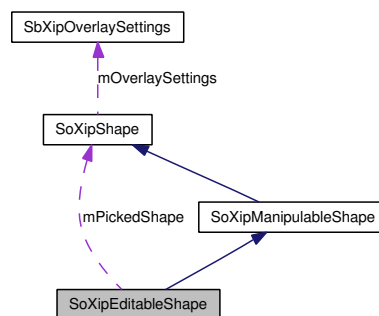 SbXipOverlaySettings
mOverlaySettings
SoXipShape
mPickedShape
SoXipManipulableShape
SoXipEditableShape